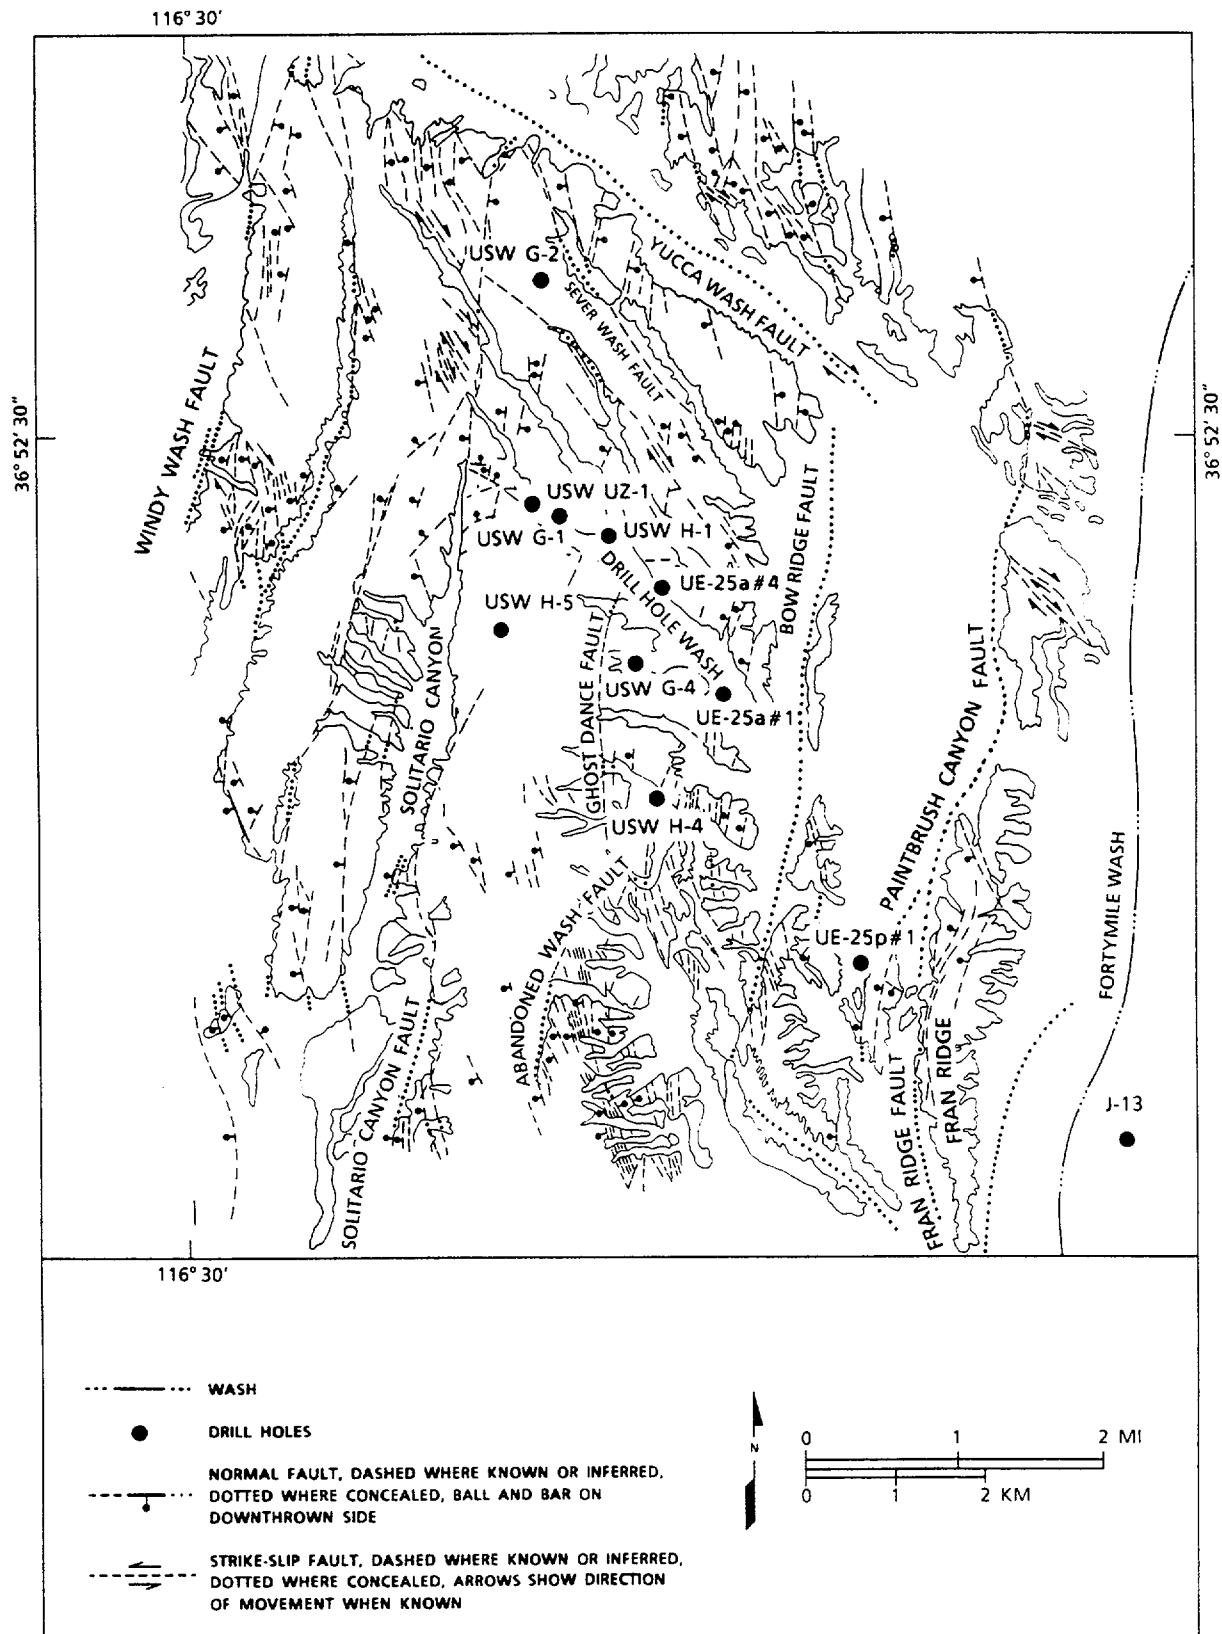 116° 30'
36° 52' 30"
36° 52' 30"
USW G-2
YUCCA WASH FAULT
SEVER WASH FAULT
WINDY WASH FAULT
USW UZ-1
USW G-1
USW H-1
DRILL HOLE WASH
UE-25a#4
BOW RIDGE FAULT
USW H-5
SOLITARIO CANYON
GHOST DANCE FAULT
USW G-4
UE-25a#1
PAINTBRUSH CANYON FAULT
USW H-4
FORTYMILE WASH
ABANDONED WASH FAULT
UE-25p#1
SOLITARIO CANYON FAULT
FRAN RIDGE FAULT
FRAN RIDGE
FRAN RIDGE FAULT
J-13
116° 30'
WASH
DRILL HOLES
NORMAL FAULT, DASHED WHERE KNOWN OR INFERRED,
DOTTED WHERE CONCEALED, BALL AND BAR ON
DOWNTHROWN SIDE
STRIKE-SLIP FAULT, DASHED WHERE KNOWN OR INFERRED,
DOTTED WHERE CONCEALED, ARROWS SHOW DIRECTION
OF MOVEMENT WHEN KNOWN
N
0 1 2 MI
0 1 2 KM